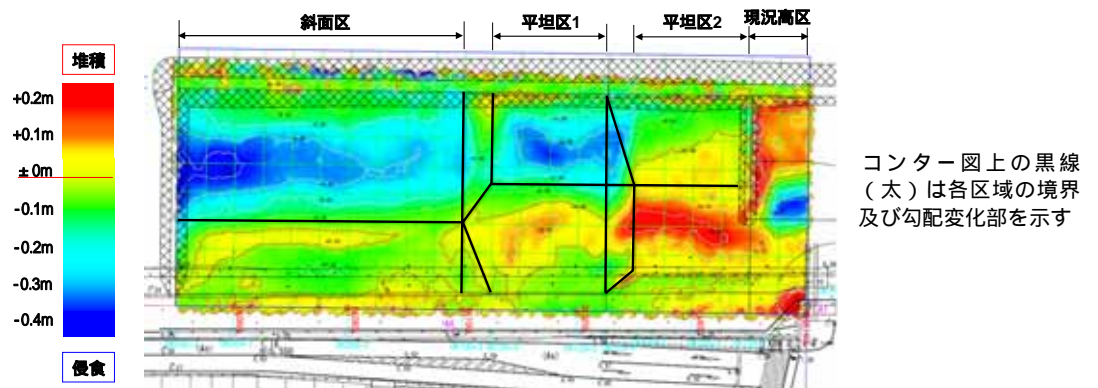 斜面区 平坦区1 平坦区2 現況高区
堆積
+0.2m
+0.1m
±0m
-0.1m
-0.2m
-0.3m
-0.4m
侵食
コンター図上の黒線
（太）は各区域の境界
及び勾配変化部を示す